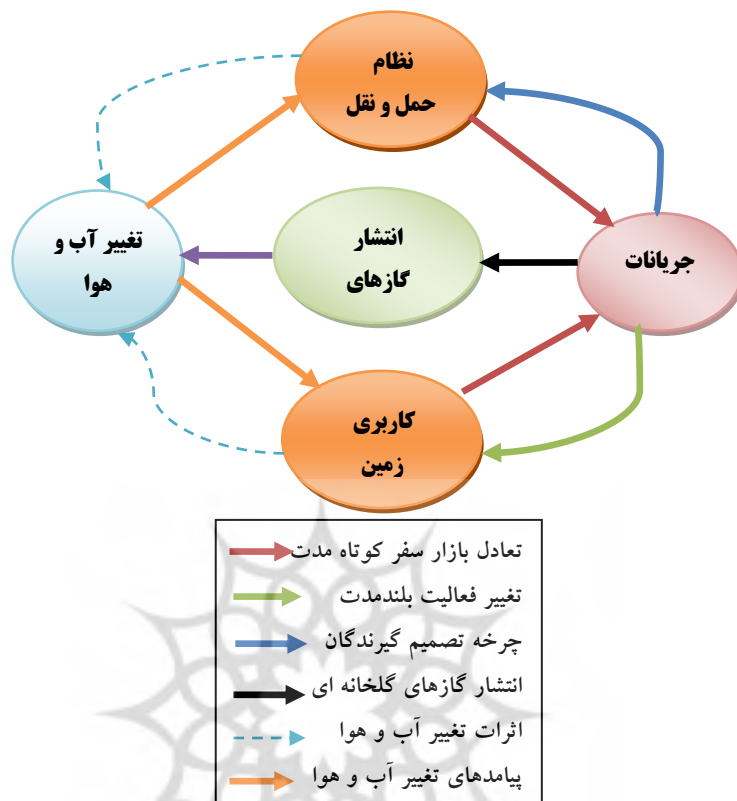 نظام
حمل و نقل
تغییر آب و
هوا
انتشار
گازهای
جریانات
کاربری
زمین
تعادل بازار سفر کوتاه مدت
تغییر فعالیت بلندمدت
چرخه تصمیم گیرندگان
انتشار گازهای گلخانه ای
اثرات تغییر آب و هوا
پیامدهای تغییر آب و هوا